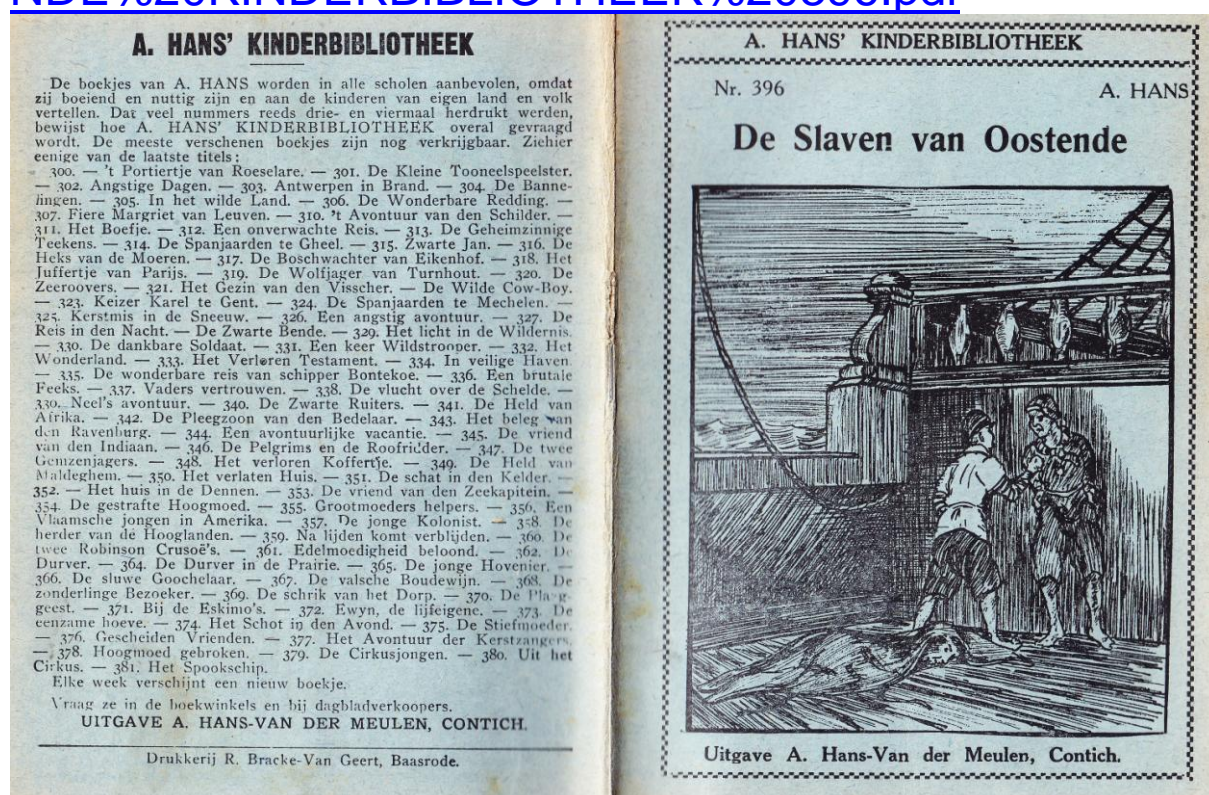 NDE%20KINDERBIBLIOTHEEK%20396.pdf
A. HANS' KINDERBIBLIOTHEEK
De boekjes van A. HANS worden in alle scholen aanbevolen, omdat
zij boeiend en nuttig zijn en aan de kinderen van eigen land en volk
vertellen. Dat veel nummers reeds drie- en viermaal herdrukt werden,
bewijst hoe A. HANS' KINDERBIBLIOTHEEK overal gevraagd
wordt. De meeste verschenen boekjes zijn nog verkrijgbaar. Ziehier
eenige van de laatste titels :
300. — 't Portiertje van Roeselare. — 301. De Kleine Tooneelspeelster.
— 302. Angstige Dagen. — 303. Antwerpen in Brand. — 304. De Banne-
lingen. — 305. In het wilde Land. — 306. De Wonderbare Redding. —
307. Fiere Margriet van Leuven. — 310. 't Avontuur van den Schilder. —
311. Het Boefje. — 312. Een onverwachte Reis. — 313. De Geheimzinnige
Teekens. — 314. De Spanjaarden te Gheel. — 315. Zwarte Jan. — 316. De
Heks van de Moeren. — 317. De Boschwachter van Eikenhof. — 318. Het
Juffertje van Parijs. — 319. De Wolfjager van Turnhout. — 320. De
Zeeroovers. — 321. Het Gezin van den Visscher. — De Wilde Cow-Boy.
— 323. Keizer Karel te Gent. — 324. De Spanjaarden te Mechelen. —
325. Kerstmis in de Sneeuw. — 326. Een angstig avontuur. — 327. De
Reis in den Nacht. — De Zwarte Bende. — 329. Het licht in de Wildernis.
— 330. De dankbare Soldaat. — 331. Een keer Wildstrooper. — 332. Het
Wonderland. — 333. Het Verloren Testament. — 334. In veilige Haven.
— 335. De wonderbare reis van schipper Bontekoe. — 336. Een brutale
Feeks. — 337. Vaders vertrouwen. — 338. De vlucht over de Schelde. —
339. Neel's avontuur. — 340. De Zwarte Ruiters. — 341. De Held van
Afrika. 342. De Pleegzoon van den Bedelaar. — 343. Het beleg van
den Ravenburg. — 344. Een avontuurlijke vacantie. — 345. De vriend
van den Indiaan. — 346. De Pelgrims en de Roofridder. — 347. De twee
Gemzenjagers. — 348. Het verloren Koffertje. — 349. De Held van
Maldeghem. — 350. Het verlaten Huis. — 351. De schat in den Kelder. —
352. — Het huis in de Dennen. — 353. De vriend van den Zeekapitein. —
354. De gestrafte Hoogmoed. — 355. Grootmoeders helpers. — 356. Een
Vlaamsche jongen in Amerika. — 357. De jonge Kolonist. — 358. De
herder van de Hooglanden. — 359. Na lijden komt verblijden. — 360. De
twee Robinson Crusoë's. — 361. Edelmoedigheid beloond. — 362. De
Durver. — 364. De Durver in de Prairie. — 365. De jonge Hovenier. —
366. De sluwe Goochelaar. — 367. De valsche Boudewijn. — 368. De
zonderlinge Bezoeker. — 369. De schrik van het Dorp. — 370. De Plaag-
geest. — 371. Bij de Eskimo's. — 372. Ewyn, de lijfeigene. — 373. De
eenzame hoeve. — 374. Het Schot in den Avond. — 375. De Stiefmoeder.
— 376. Gescheiden Vrienden. — 377. Het Avontuur der Kerstzangers.
— 378. Hoogmoed gebroken. — 379. De Cirkusjongen. — 380. Uit het
Cirkus. — 381. Het Spookschip.
Elke week verschijnt een nieuw boekje.
Vraag ze in de boekwinkels en bij dagbladverkoopers.
UITGAVE A. HANS-VAN DER MEULEN, CONTICH.
Drukkerij R. Bracke-Van Geert, Baasrode.
A. HANS' KINDERBIBLIOTHEEK
Nr. 396 A. HANS
De Slaven van Oostende
Uitgave A. Hans-Van der Meulen, Contich.